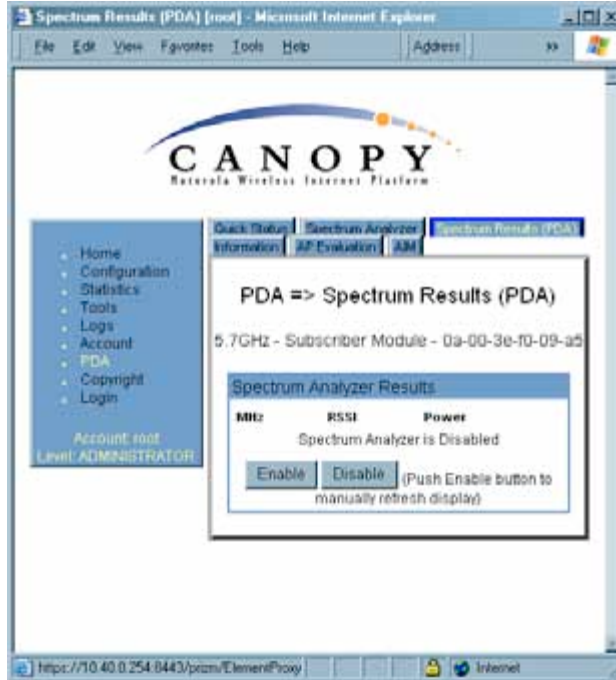 Spectrum Results (PDA) [root] - Microsoft Internet Explorer
File Edit View Favorites Tools Help Address »
CANOPY
Motorola Wireless Internet Platform
Quick Status Spectrum Analyzer Spectrum Results (PDA)
Information AP Evaluation AIM
Home
Configuration
Statistics
Tools
Logs
Account
PDA
Copyright
Login
Account: root
Level: ADMINISTRATOR
PDA => Spectrum Results (PDA)
5.7GHz - Subscriber Module - 0a-00-3e-f0-09-a5
Spectrum Analyzer Results
MHz RSSI Power
Spectrum Analyzer is Disabled
Enable Disable (Push Enable button to
manually refresh display)
https://10.40.0.254:8443/prizm/ElementProxy Internet